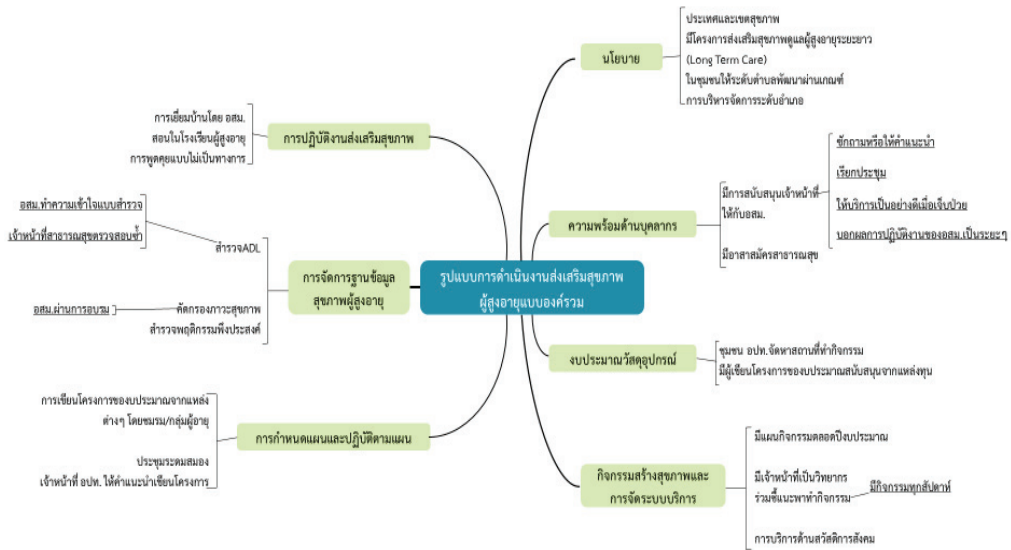 รูปแบบการดำเนินงานส่งเสริมสุขภาพ
ผู้สูงอายุแบบองค์รวม
นโยบาย
ประเทศและเขตสุขภาพ
มีโครงการส่งเสริมสุขภาพดูแลผู้สูงอายุระยะยาว
(Long Term Care)
ในชุมชนให้ระดับตำบลพัฒนาผ่านเกณฑ์
การบริหารจัดการระดับอำเภอ
ความพร้อมด้านบุคลากร
มีการสนับสนุนเจ้าหน้าที่
ให้กับอสม.
ซักถามหรือให้คำแนะนำ
เรียกประชุม
ให้บริการเป็นอย่างดีเมื่อเจ็บป่วย
บอกผลการปฏิบัติงานของอสม.เป็นระยะๆ
มีอาสาสมัครสาธารณสุข
งบประมาณวัสดุอุปกรณ์
ชุมชน อปท.จัดหาสถานที่ทำกิจกรรม
มีผู้เขียนโครงการของบประมาณสนับสนุนจากแหล่งทุน
กิจกรรมสร้างสุขภาพและ
การจัดระบบบริการ
มีแผนกิจกรรมตลอดปีงบประมาณ
มีเจ้าหน้าที่เป็นวิทยากร
ร่วมชี้แนะพาทำกิจกรรม
มีกิจกรรมทุกสัปดาห์
การบริการด้านสวัสดิการสังคม
การปฏิบัติงานส่งเสริมสุขภาพ
การเยี่ยมบ้านโดย อสม.
สอนในโรงเรียนผู้สูงอายุ
การพูดคุยแบบไม่เป็นทางการ
การจัดการฐานข้อมูล
สุขภาพผู้สูงอายุ
สำรวจADL
อสม.ทำความเข้าใจแบบสำรวจ
เจ้าหน้าที่สาธารณสุขตรวจสอบซ้ำ
คัดกรองภาวะสุขภาพ
อสม.ผ่านการอบรม
สำรวจพฤติกรรมพึงประสงค์
การกำหนดแผนและปฏิบัติตามแผน
การเขียนโครงการของบประมาณจากแหล่ง
ต่างๆ โดยชมรม/กลุ่มผู้อายุ
ประชุมระดมสมอง
เจ้าหน้าที่ อปท. ให้คำแนะนำเขียนโครงการ